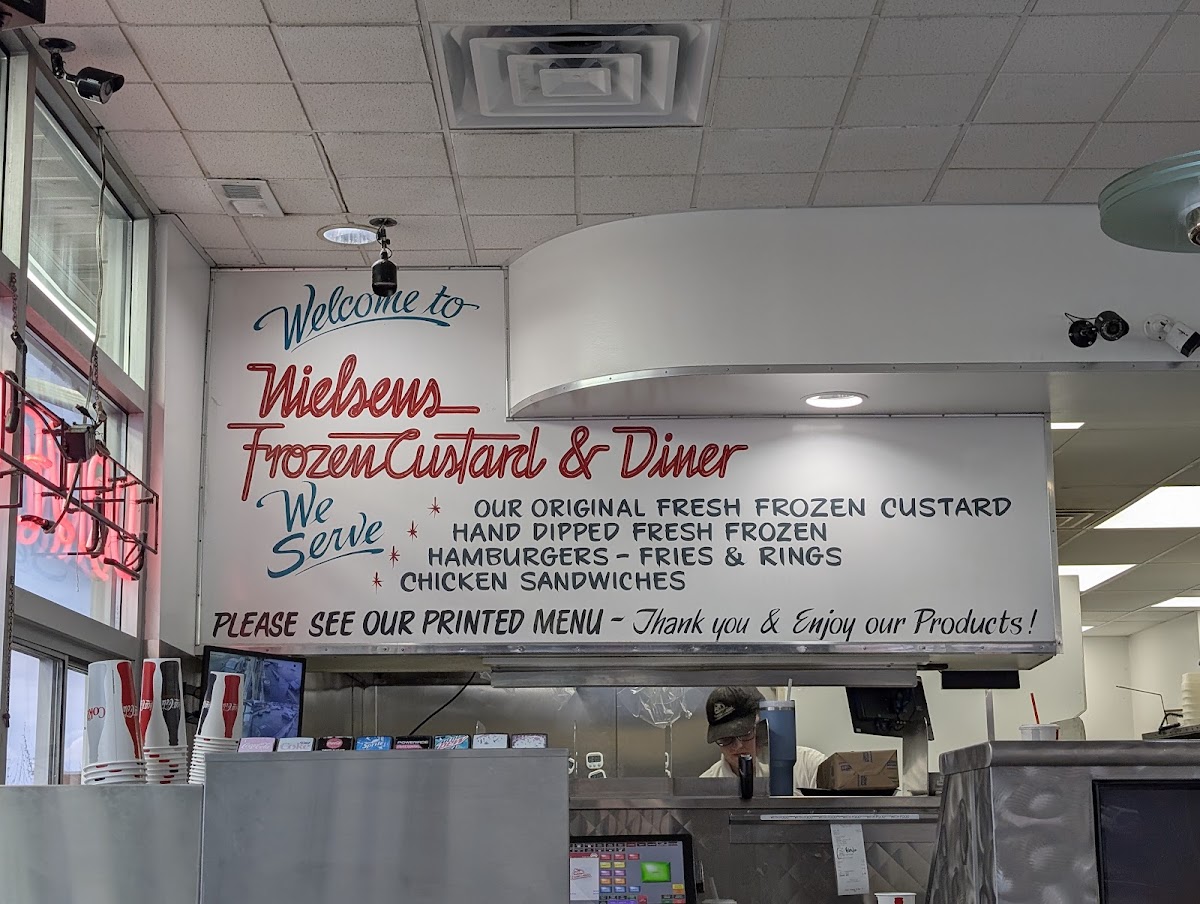 Welcome to
Nielsens
Frozen Custard & Diner
We
Serve
OUR ORIGINAL FRESH FROZEN CUSTARD
HAND DIPPED FRESH FROZEN
HAMBURGERS - FRIES & RINGS
CHICKEN SANDWICHES
PLEASE SEE OUR PRINTED MENU - Thank you & Enjoy our Products!